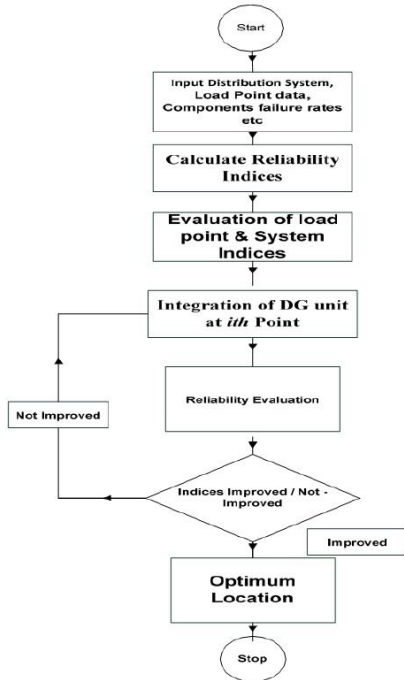 Start
Input Distribution System,
Load Point data,
Components failure rates
etc
Calculate Reliability
Indices
Evaluation of load
point & System
Indices
Integration of DG unit
at ith Point
Reliability Evaluation
Not Improved
Indices Improved / Not -
Improved
Improved
Optimum
Location
Stop